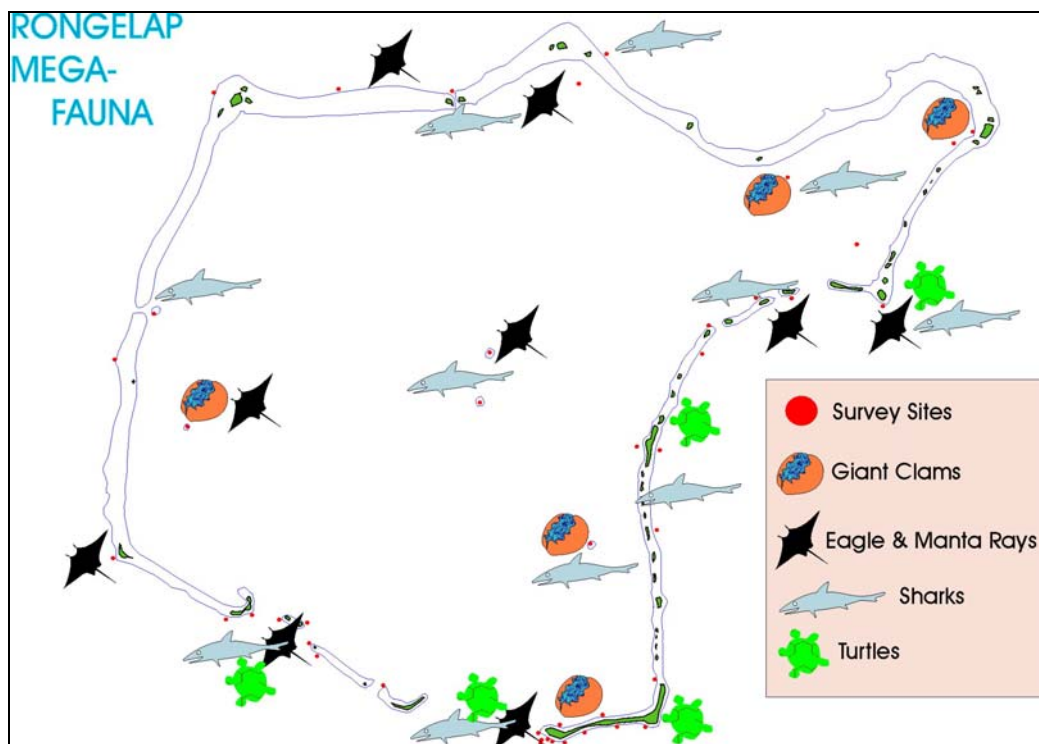 RONGELAP
MEGA-
FAUNA
Survey Sites
Giant Clams
Eagle & Manta Rays
Sharks
Turtles